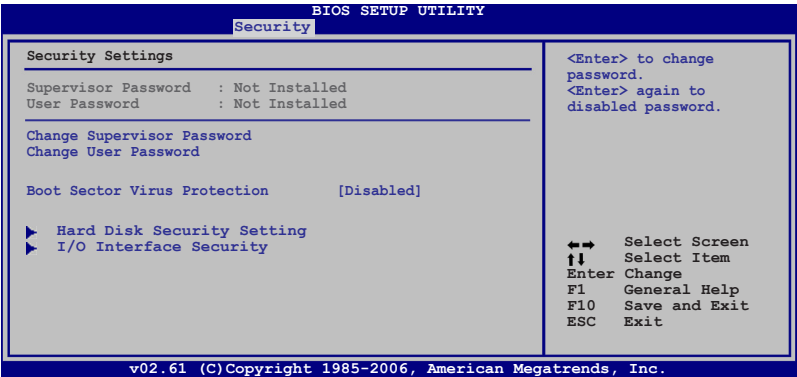 BIOS SETUP UTILITY
Security
Security Settings
Supervisor Password : Not Installed
User Password : Not Installed
Change Supervisor Password
Change User Password
Boot Sector Virus Protection [Disabled]
Hard Disk Security Setting
I/O Interface Security
<Enter> to change
password.
<Enter> again to
disabled password.
Select Screen
Select Item
Enter Change
F1 General Help
F10 Save and Exit
ESC Exit
v02.61 (C)Copyright 1985-2006, American Megatrends, Inc.